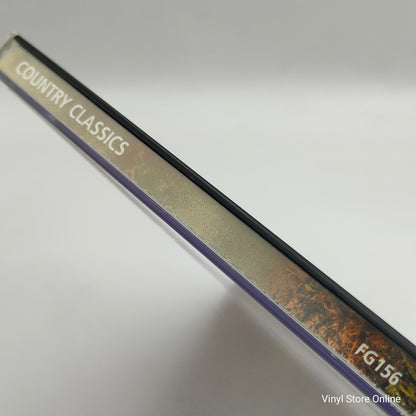 COUNTRY CLASSICS
FG156
Vinyl Store Online